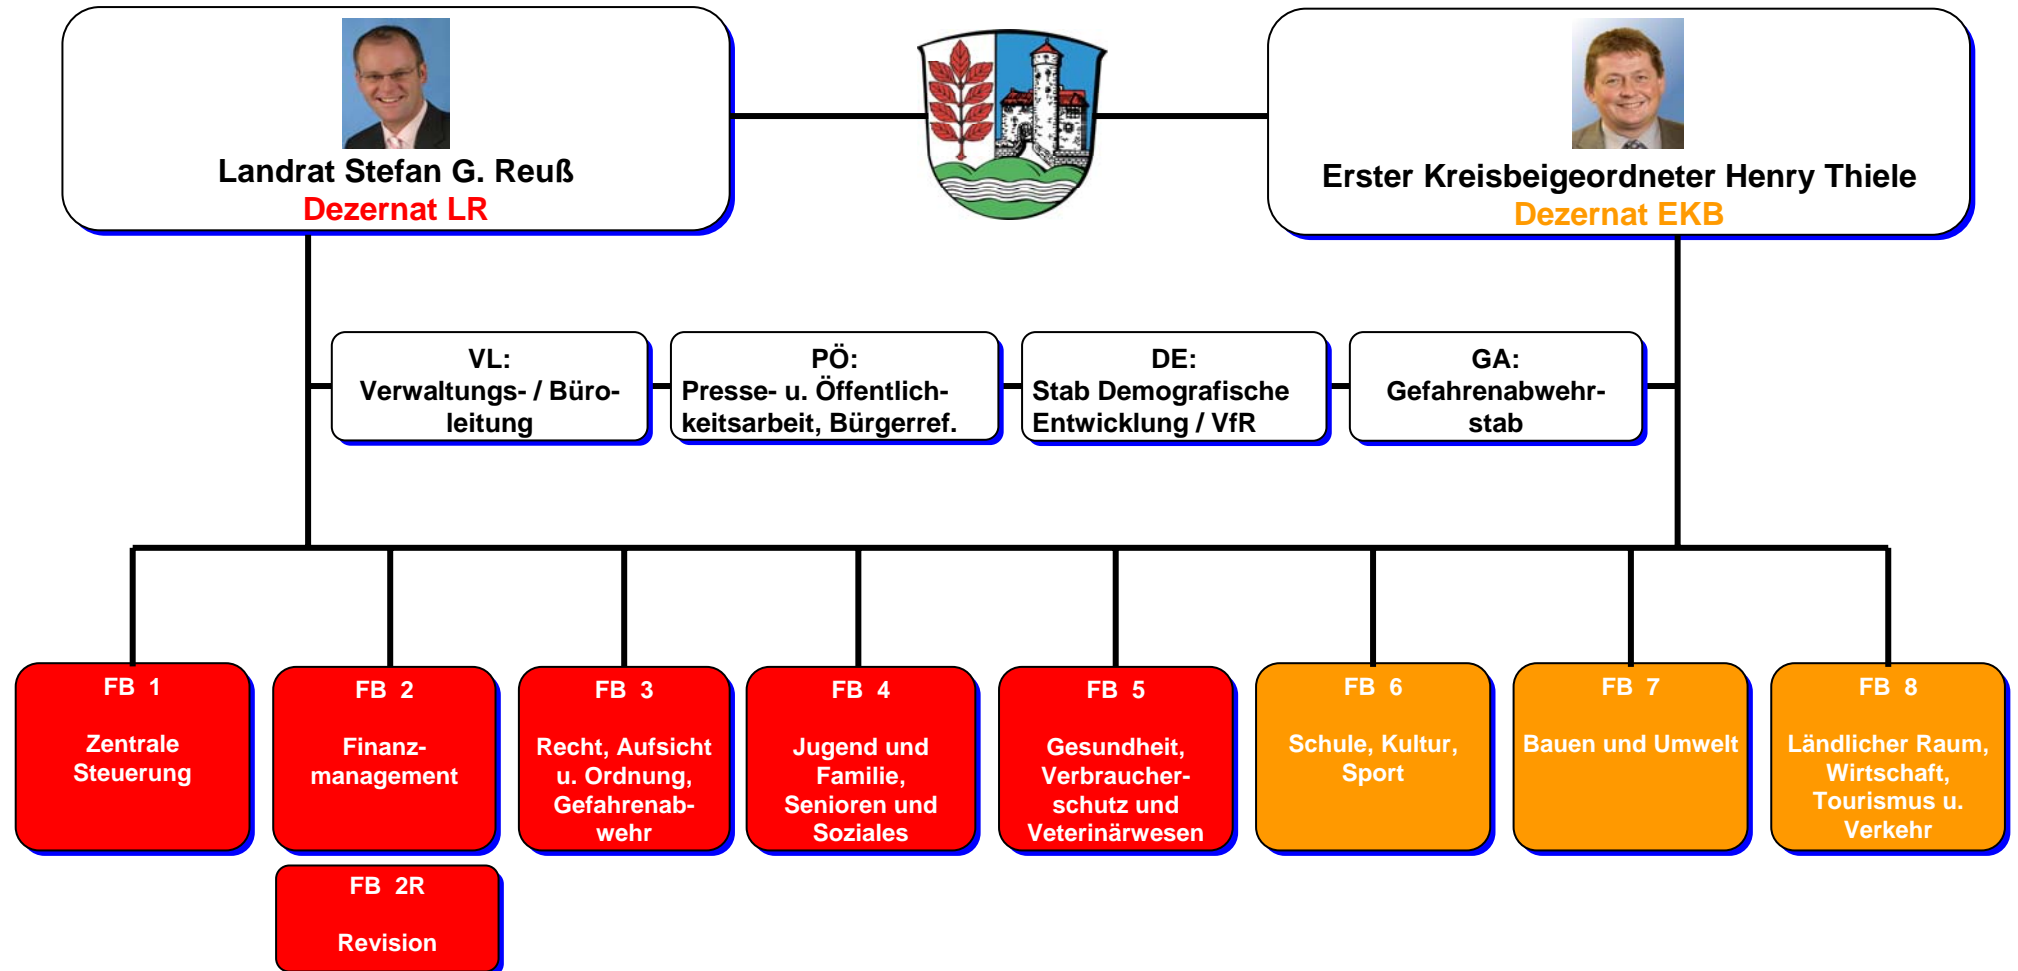 Landrat Stefan G. Reuß
Dezernat LR
Erster Kreisbeigeordneter Henry Thiele
Dezernat EKB
VL:
Verwaltungs- / Büro-
leitung
PÖ:
Presse- u. Öffentlich-
keitsarbeit, Bürgerref.
DE:
Stab Demografische
Entwicklung / VfR
GA:
Gefahrenabwehr-
stab
FB 1
Zentrale
Steuerung
FB 2
Finanz-
management
FB 3
Recht, Aufsicht
u. Ordnung,
Gefahrenab-
wehr
FB 4
Jugend und
Familie,
Senioren und
Soziales
FB 5
Gesundheit,
Verbraucher-
schutz und
Veterinärwesen
FB 6
Schule, Kultur,
Sport
FB 7
Bauen und Umwelt
FB 8
Ländlicher Raum,
Wirtschaft,
Tourismus u.
Verkehr
FB 2R
Revision